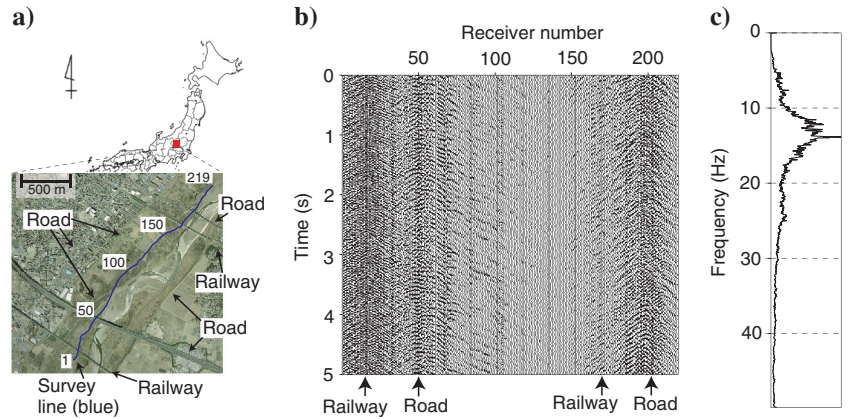 a)
500 m
219
Road
Road
150
100
Railway
50
Road
1
Survey
line (blue)
Railway
b)
Receiver number
50
100
150
200
Time (s)
0
1
2
3
4
5
Railway
Road
Railway
Road
c)
Frequency (Hz)
0
10
20
30
40